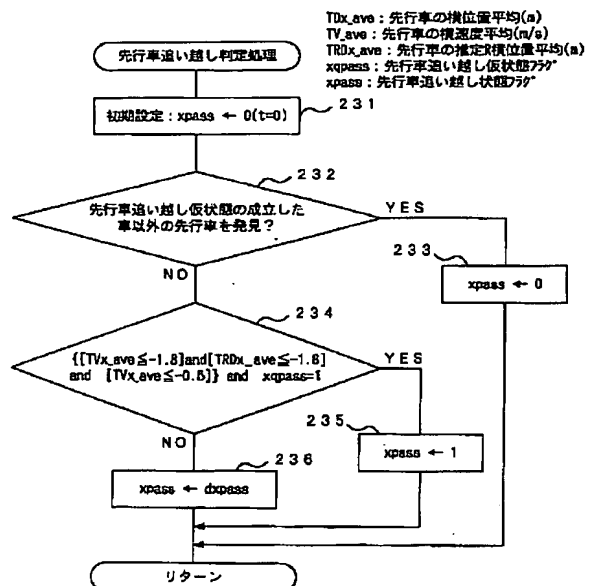 TDx_ave：先行車の横位置平均(m)
TV_ave：先行車の横速度平均(m/s)
TRDx_ave：先行車の推定R横位置平均(m)
xqpass：先行車追い越し仮状態フラグ
xpass：先行車追い越し状態フラグ
先行車追い越し判定処理
231
初期設定：xpass ← 0(t=0)
232
先行車追い越し仮状態の成立した
車以外の先行車を発見？
YES
233
NO
xpass ← 0
234
{[TVx_ave≦-1.8]and[TRDx_ave≦-1.8]
and [TVx_ave≦-0.5]} and xqpass=1
YES
235
NO
xpass ← 1
236
xpass ← dxpass
リターン